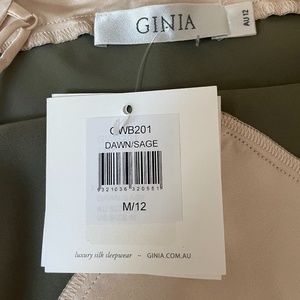 GINIA
AU 12
GWB201
DAWN/SAGE
M/12
luxury silk sleepwear ~ GINIA.COM.AU